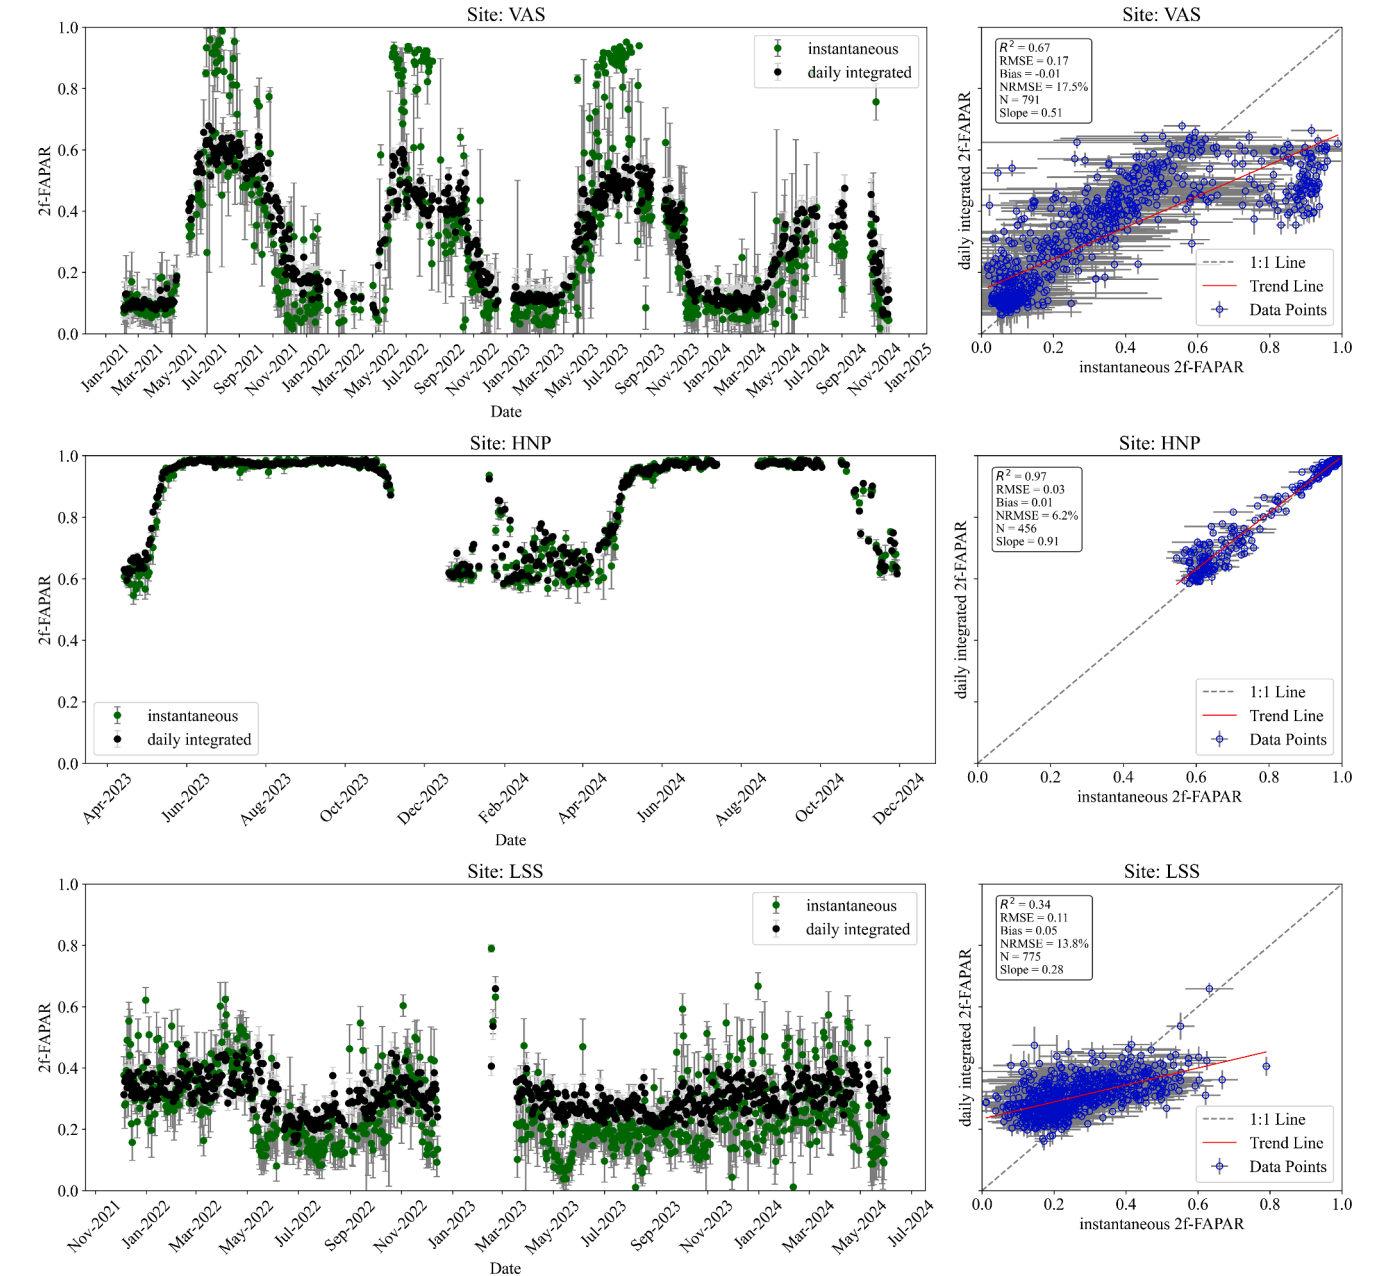 Site: VAS
1.0
0.8
0.6
0.4
0.2
0.0
2f-FAPAR
instantaneous
daily integrated
Jan-2021
Mar-2021
May-2021
Jul-2021
Sep-2021
Nov-2021
Jan-2022
Mar-2022
May-2022
Jul-2022
Sep-2022
Nov-2022
Jan-2023
Mar-2023
May-2023
Jul-2023
Sep-2023
Nov-2023
Jan-2024
Mar-2024
May-2024
Jul-2024
Sep-2024
Nov-2024
Jan-2025
Date
Site: VAS
R² = 0.67
RMSE = 0.17
Bias = -0.01
NRMSE = 17.5%
N = 791
Slope = 0.51
daily integrated 2f-FAPAR
1:1 Line
Trend Line
Data Points
0.0 0.2 0.4 0.6 0.8 1.0
instantaneous 2f-FAPAR
Site: HNP
1.0
0.8
0.6
0.4
0.2
0.0
2f-FAPAR
instantaneous
daily integrated
Apr-2023
Jun-2023
Aug-2023
Oct-2023
Dec-2023
Feb-2024
Apr-2024
Jun-2024
Aug-2024
Oct-2024
Dec-2024
Date
Site: HNP
R² = 0.97
RMSE = 0.03
Bias = 0.01
NRMSE = 6.2%
N = 456
Slope = 0.91
daily integrated 2f-FAPAR
1:1 Line
Trend Line
Data Points
0.0 0.2 0.4 0.6 0.8 1.0
instantaneous 2f-FAPAR
Site: LSS
1.0
0.8
0.6
0.4
0.2
0.0
2f-FAPAR
instantaneous
daily integrated
Nov-2021
Jan-2022
Mar-2022
May-2022
Jul-2022
Sep-2022
Nov-2022
Jan-2023
Mar-2023
May-2023
Jul-2023
Sep-2023
Nov-2023
Jan-2024
Mar-2024
May-2024
Jul-2024
Date
Site: LSS
R² = 0.34
RMSE = 0.11
Bias = 0.05
NRMSE = 13.8%
N = 775
Slope = 0.28
daily integrated 2f-FAPAR
1:1 Line
Trend Line
Data Points
0.0 0.2 0.4 0.6 0.8 1.0
instantaneous 2f-FAPAR